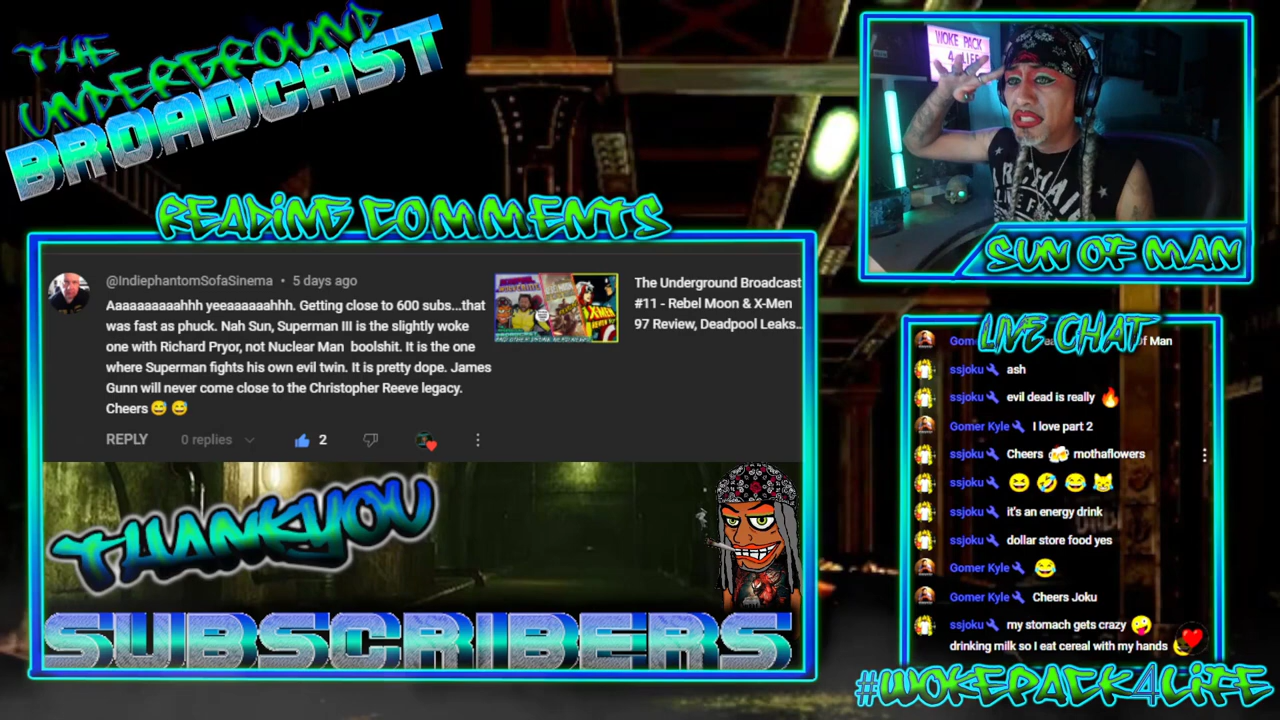 THE
UNDERGROUND
BROADCAST
WOKE PACK
4 LIFE
SUN OF MAN
READING COMMENTS
@IndiephantomSofaSinema • 5 days ago
Aaaaaaaaaahhh yeeaaaaaahhh. Getting close to 600 subs...that
was fast as phuck. Nah Sun, Superman III is the slightly woke
one with Richard Pryor, not Nuclear Man boolshit. It is the one
where Superman fights his own evil twin. It is pretty dope. James
Gunn will never come close to the Christopher Reeve legacy.
Cheers 😅 😅
REPLY 0 replies 2
The Underground Broadcast
#11 - Rebel Moon & X-Men
97 Review, Deadpool Leaks...
THANKYOU
SUBSCRIBERS
LIVE CHAT
Man
ssjoku ash
ssjoku evil dead is really 🔥
Gomer Kyle I love part 2
ssjoku Cheers 🍻 mothaflowers
ssjoku 😆 🤣 😂 😹
ssjoku it's an energy drink
ssjoku dollar store food yes
Gomer Kyle 😂
Gomer Kyle Cheers Joku
ssjoku my stomach gets crazy 🤪
drinking milk so I eat cereal with my hands
#WOKEPACK4LIFE